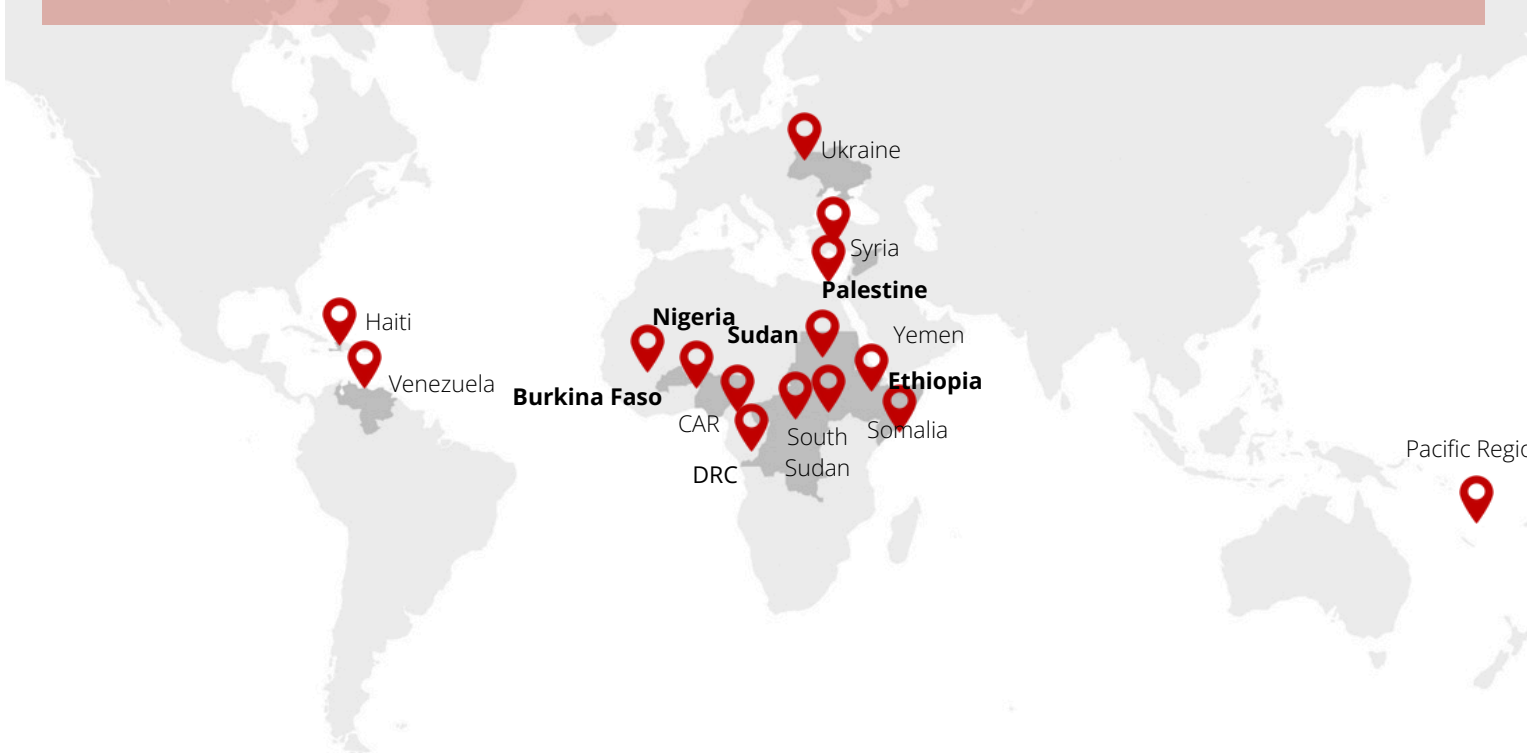 Ukraine
Syria
Palestine
Haiti
Nigeria
Sudan
Yemen
Venezuela
Ethiopia
Burkina Faso
CAR
South
Sudan
Somalia
DRC
Pacific Regio